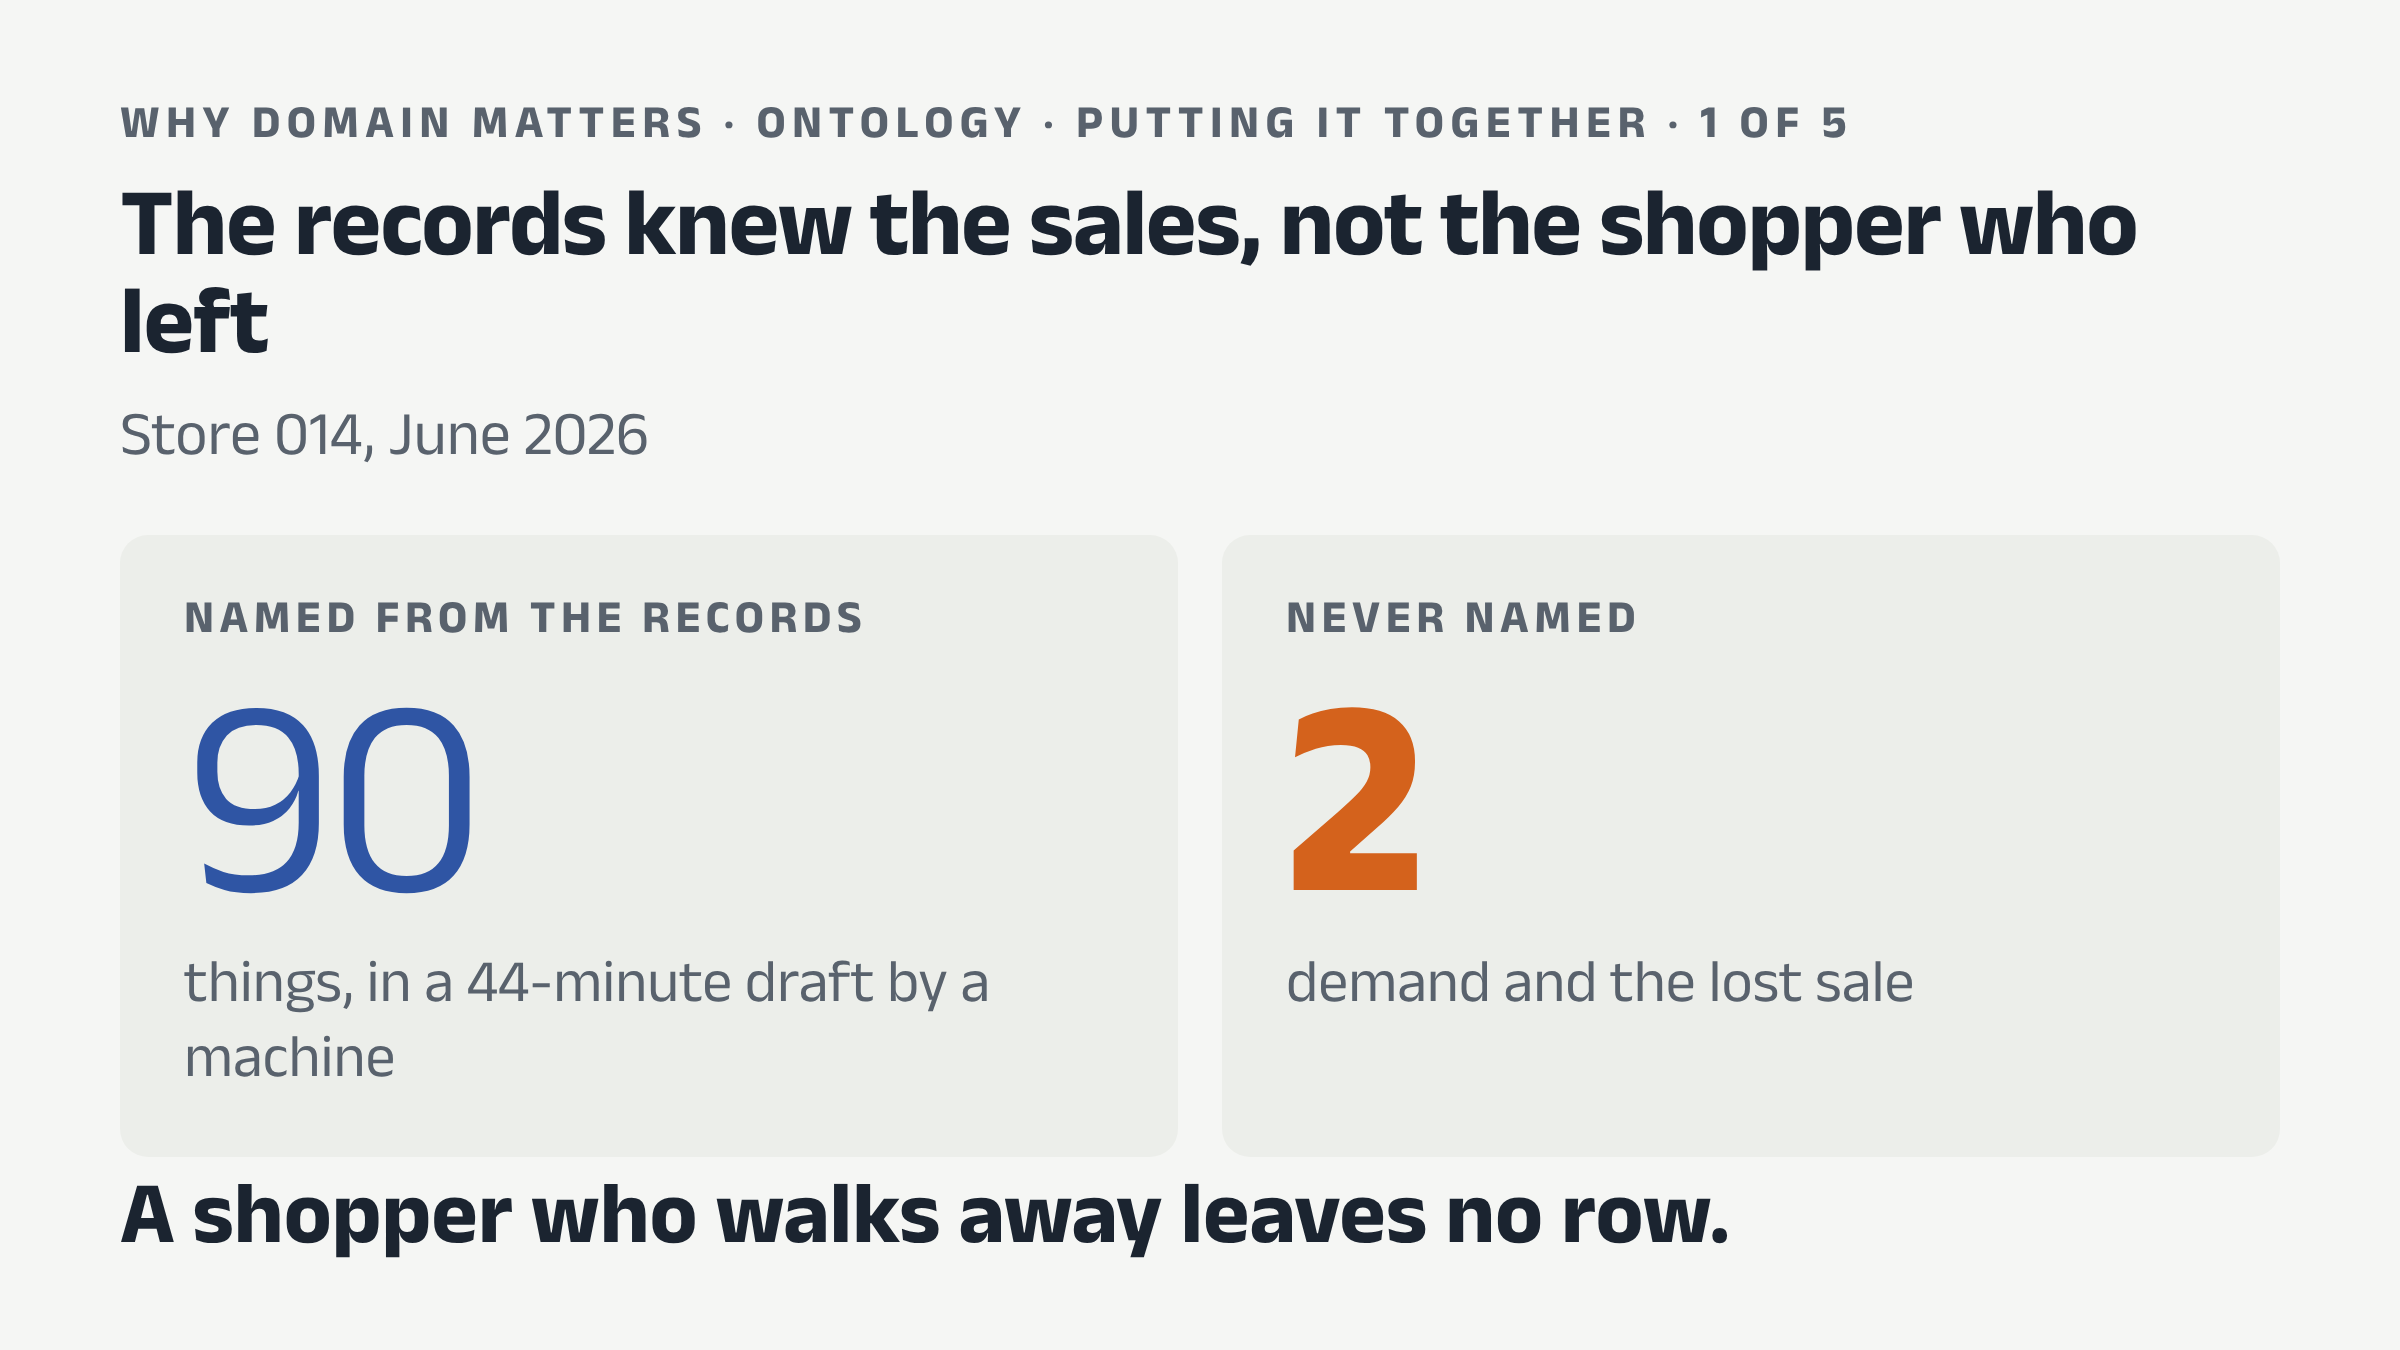 WHY DOMAIN MATTERS · ONTOLOGY · PUTTING IT TOGETHER · 1 OF 5
The records knew the sales, not the shopper who
left
Store 014, June 2026
NAMED FROM THE RECORDS
90
things, in a 44-minute draft by a
machine
NEVER NAMED
2
demand and the lost sale
A shopper who walks away leaves no row.